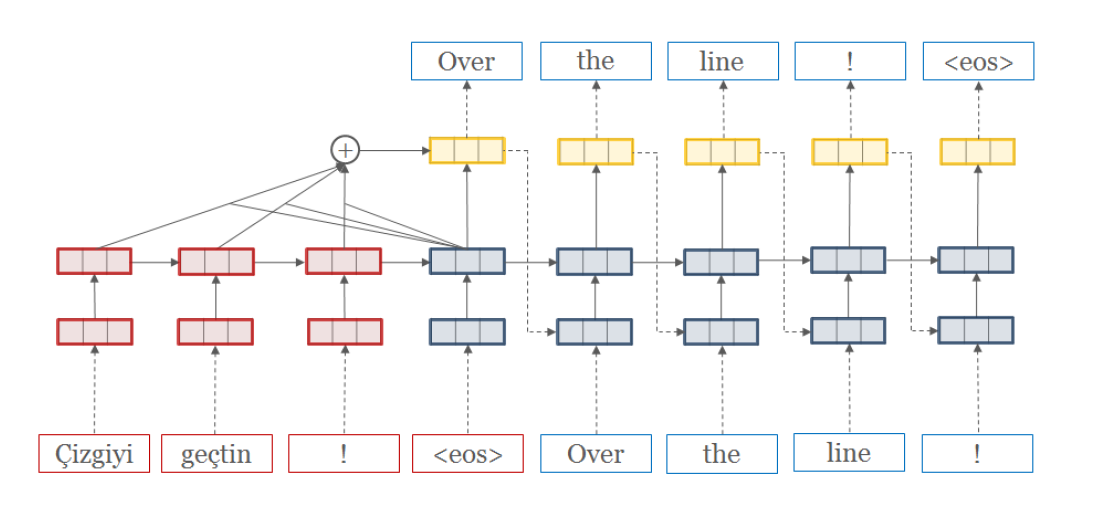 Over the line ! <eos>
+
Çizgiyi geçtin ! <eos> Over the line !